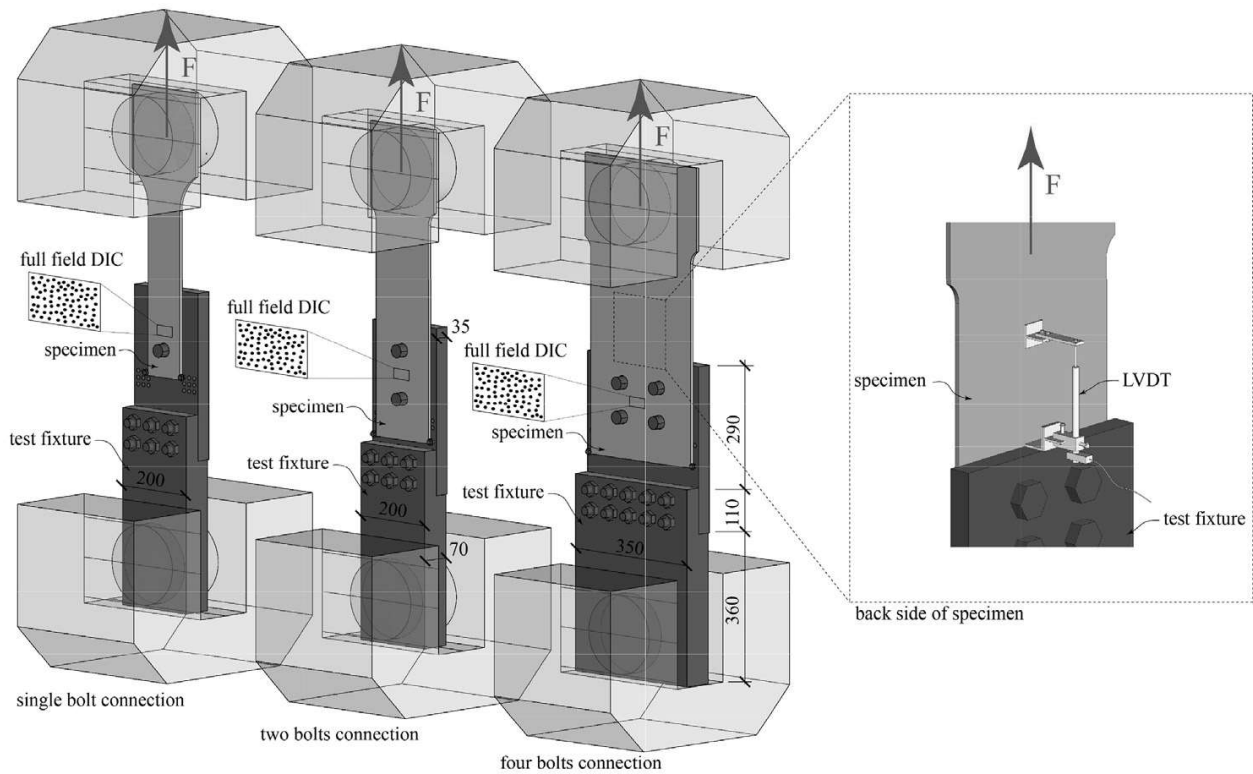 F
F
F
F
full field DIC
specimen
test fixture
200
single bolt connection
full field DIC
35
specimen
test fixture
200
70
two bolts connection
full field DIC
specimen
test fixture
350
290
110
360
four bolts connection
specimen
LVDT
test fixture
back side of specimen